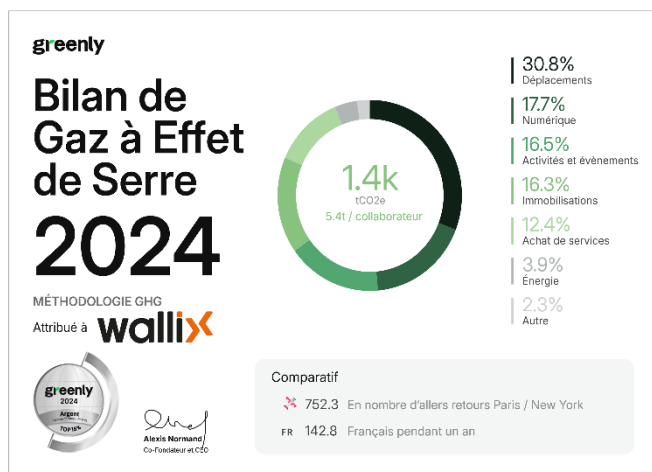 greenly
Bilan de
Gaz à Effet
de Serre
2024
MÉTHODOLOGIE GHG
Attribué à wallix
greenly
2024
Argent
TOP 15%
Alexis Normand
Co-Fondateur et CEO
1.4k
tCO2e
5.4t / collaborateur
30.8%
Déplacements
17.7%
Numérique
16.5%
Activités et évènements
16.3%
Immobilisations
12.4%
Achat de services
3.9%
Énergie
2.3%
Autre
Comparatif
752.3 En nombre d'allers retours Paris / New York
FR 142.8 Français pendant un an